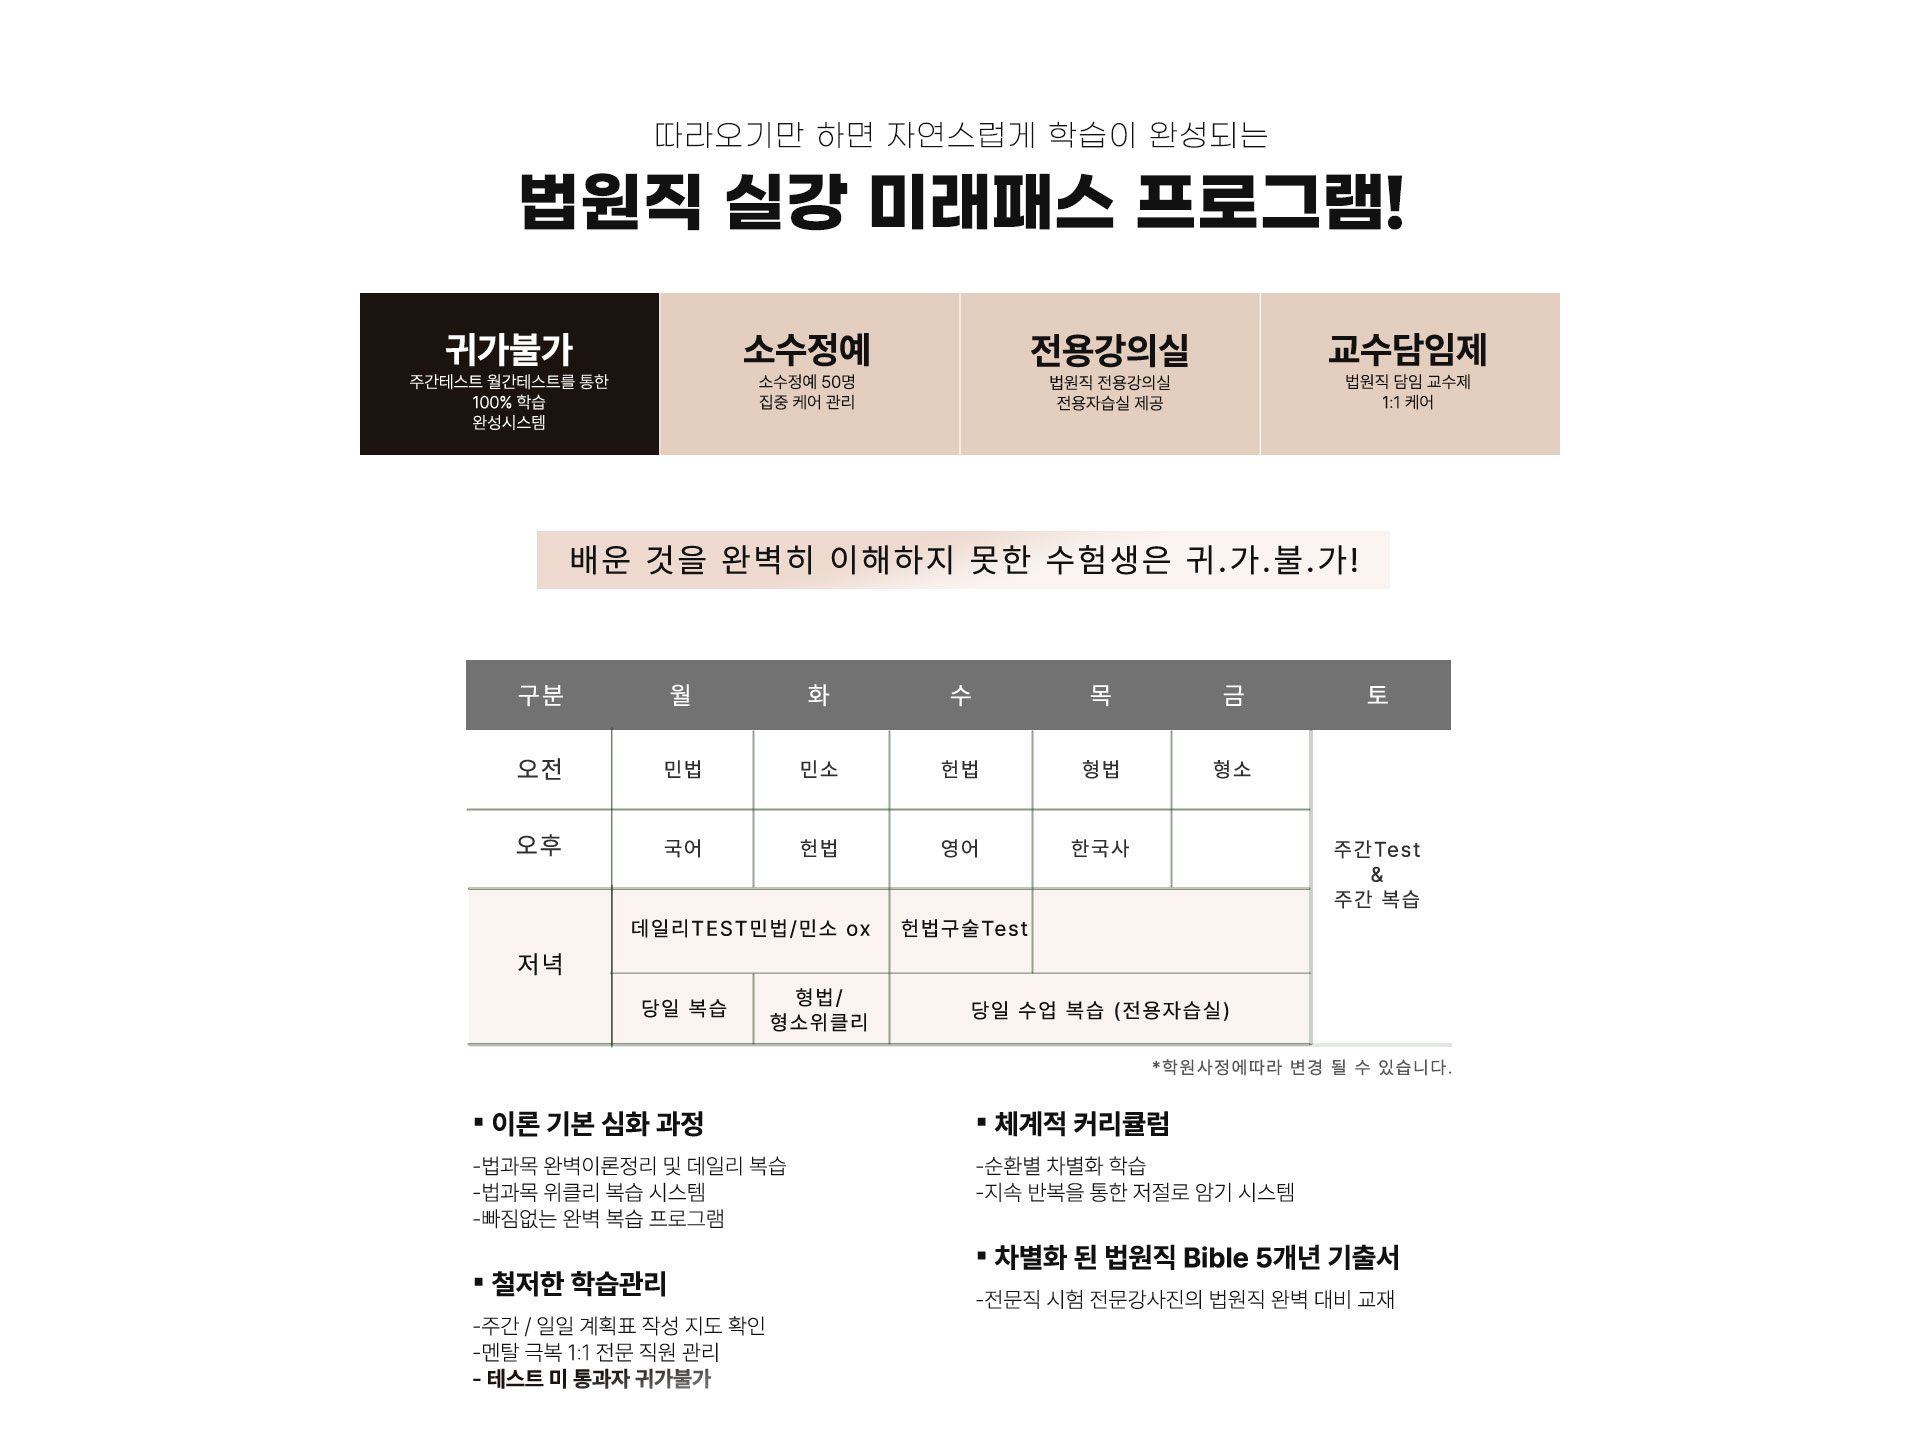 따라오기만 하면 자연스럽게 학습이 완성되는
법원직 실강 미래패스 프로그램!
귀가불가
주간테스트 월간테스트를 통한
100% 학습
완성시스템
소수정예
소수정예 50명
집중 케어 관리
전용강의실
법원직 전용강의실
전용자습실 제공
교수담임제
법원직 담임 교수제
1:1 케어
배운 것을 완벽히 이해하지 못한 수험생은 귀.가.불.가!
구분 월 화 수 목 금 토
오전 민법 민소 헌법 형법 형소
오후 국어 헌법 영어 한국사
주간Test
&
주간 복습
저녁
데일리TEST민법/민소 ox 헌법구술Test
당일 복습
형법/
형소위클리
당일 수업 복습 (전용자습실)
*학원사정에따라 변경 될 수 있습니다.
▪ 이론 기본 심화 과정
-법과목 완벽이론정리 및 데일리 복습
-법과목 위클리 복습 시스템
-빠짐없는 완벽 복습 프로그램
▪ 철저한 학습관리
-주간 / 일일 계획표 작성 지도 확인
-멘탈 극복 1:1 전문 직원 관리
- 테스트 미 통과자 귀가불가
▪ 체계적 커리큘럼
-순환별 차별화 학습
-지속 반복을 통한 저절로 암기 시스템
▪ 차별화 된 법원직 Bible 5개년 기출서
-전문직 시험 전문강사진의 법원직 완벽 대비 교재